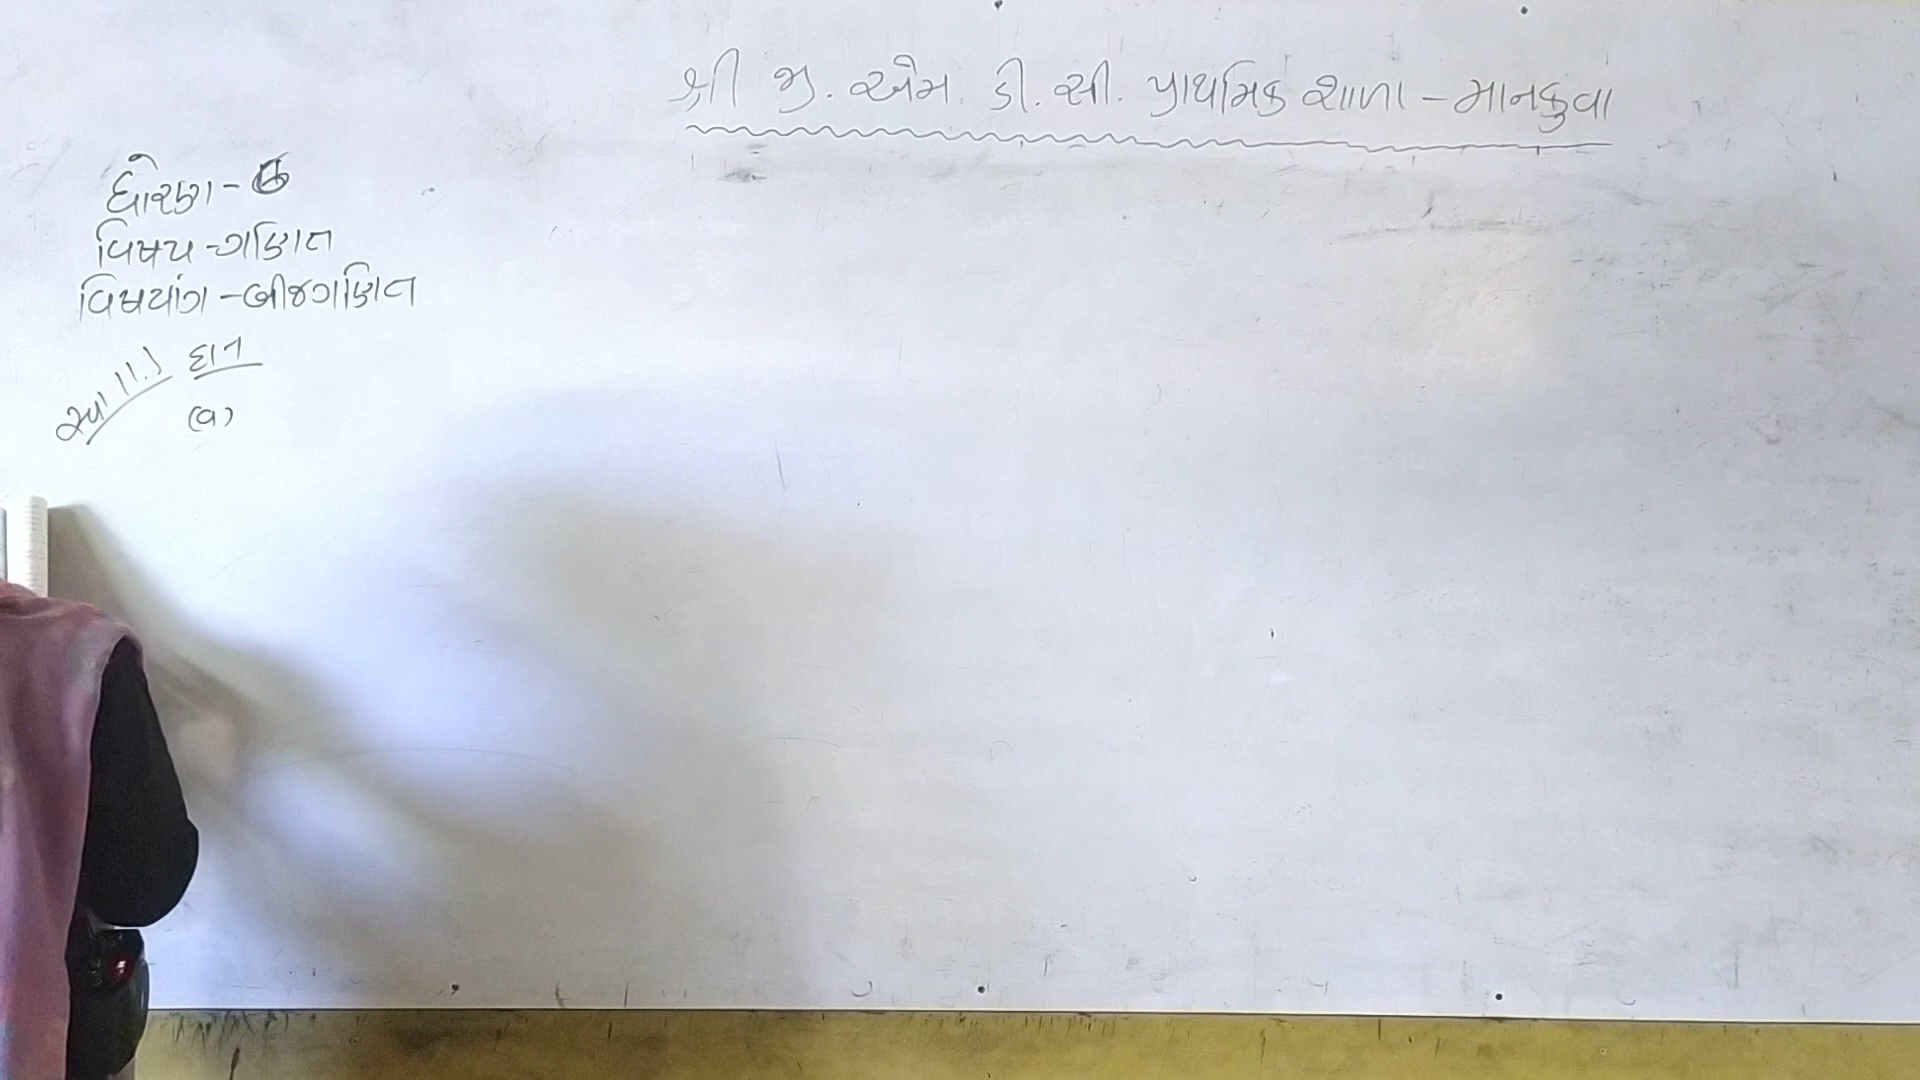 શ્રી જી. એમ. ડી. સી. પ્રાથમિક શાળા - માનકુવા
ધોરણ - 6
વિષય - ગણિત
વિષયાંગ - બીજગણિત
સ્વા 11.1 દાન
(a)